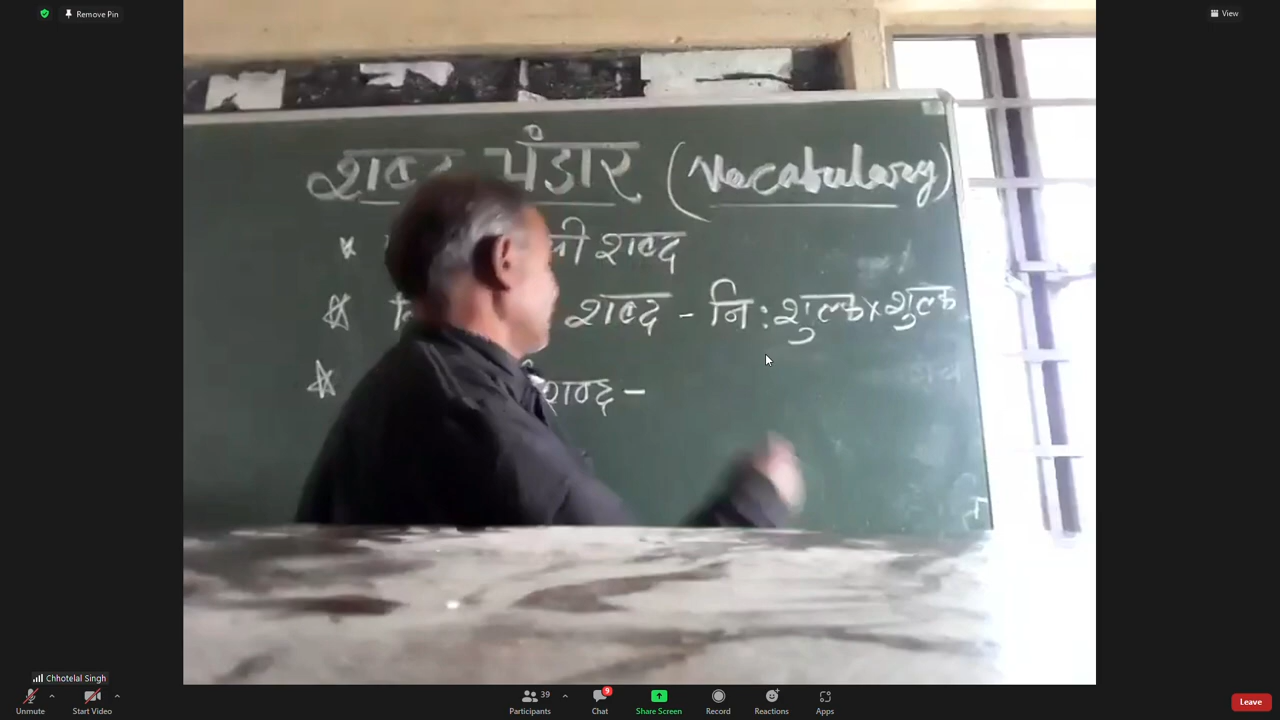 Remove Pin
View
शब्द भंडार (Vocabulary)
शब्द
शब्द - नि:शुल्क x शुल्क
शब्द -
Chhotelal Singh
Unmute
Start Video
39
Participants
9
Chat
Share Screen
Record
Reactions
Apps
Leave